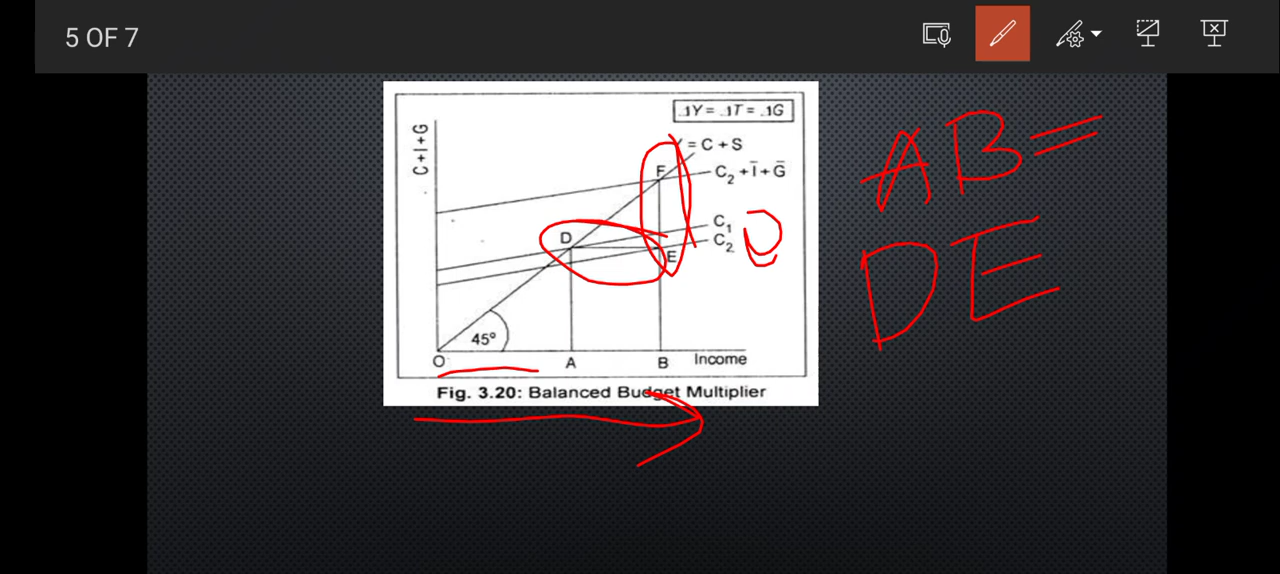 5 OF 7
ΔY = ΔT = ΔG
C+I+G
= C + S
F
C₂ + Ī + Ḡ
D
C₁
C₂
E
45°
O
A
B
Income
Fig. 3.20: Balanced Budget Multiplier
AB=
DE